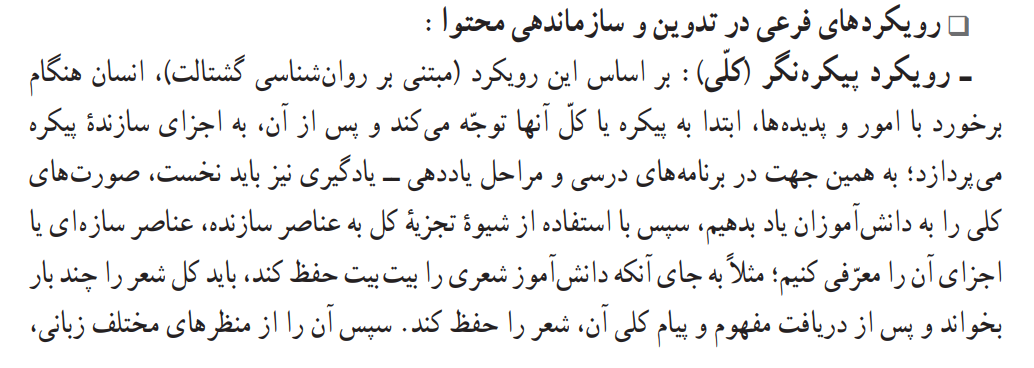 ❑ رویکردهای فرعی در تدوین و سازماندهی محتوا :
ـ رویکرد پیکره‌نگر (کلّی) : بر اساس این رویکرد (مبتنی بر روان‌شناسی گشتالت)، انسان هنگام
برخورد با امور و پدیده‌ها، ابتدا به پیکره یا کلّ آنها توجّه می‌کند و پس از آن، به اجزای سازندۀ پیکره
می‌پردازد؛ به همین جهت در برنامه‌های درسی و مراحل یاددهی ــ یادگیری نیز باید نخست، صورت‌های
کلی را به دانش‌آموزان یاد بدهیم، سپس با استفاده از شیوۀ تجزیۀ کل به عناصر سازنده، عناصر سازه‌ای یا
اجزای آن را معرّفی کنیم؛ مثلاً به جای آنکه دانش‌آموز شعری را بیت‌بیت حفظ کند، باید کل شعر را چند بار
بخواند و پس از دریافت مفهوم و پیام کلی آن، شعر را حفظ کند. سپس آن را از منظرهای مختلف زبانی،